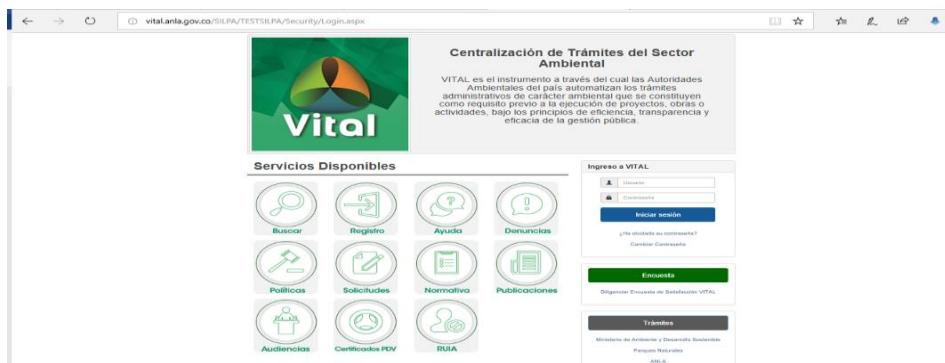 vital.anla.gov.co/SILPA/TESTSILPA/Security/Login.aspx
Vital
Centralización de Trámites del Sector
Ambiental
VITAL es el instrumento a través del cual las Autoridades
Ambientales del país automatizan los trámites
administrativos de carácter ambiental que se constituyen
como requisito previo a la ejecución de proyectos, obras o
actividades, bajo los principios de eficiencia, transparencia y
eficacia de la gestión pública.
Servicios Disponibles
Buscar
Registro
Ayuda
Denuncias
Políticas
Solicitudes
Normativa
Publicaciones
Audiencias
Certificados PDV
RUIA
Ingreso a VITAL
Usuario
Contraseña
Iniciar sesión
¿Ha olvidado su contraseña?
Cambiar Contraseña
Encuesta
Diligenciar Encuesta de Satisfacción VITAL
Trámites
Ministerio de Ambiente y Desarrollo Sostenible
Parques Naturales
ANLA